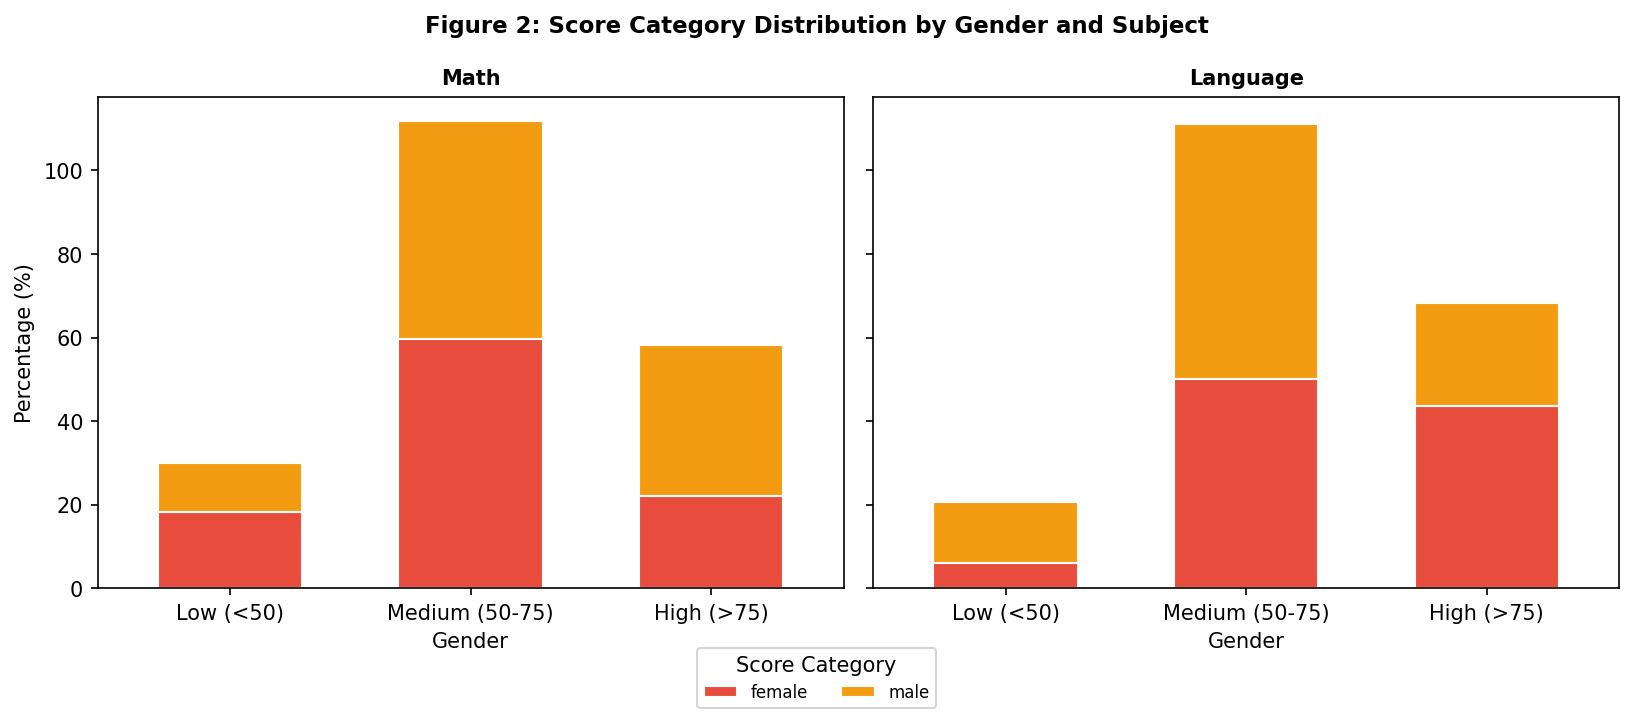 Figure 2: Score Category Distribution by Gender and Subject
Math
Language
Percentage (%)
100
80
60
40
20
0
Low (<50) Medium (50-75) High (>75)
Gender
Low (<50) Medium (50-75) High (>75)
Gender
Score Category
female male